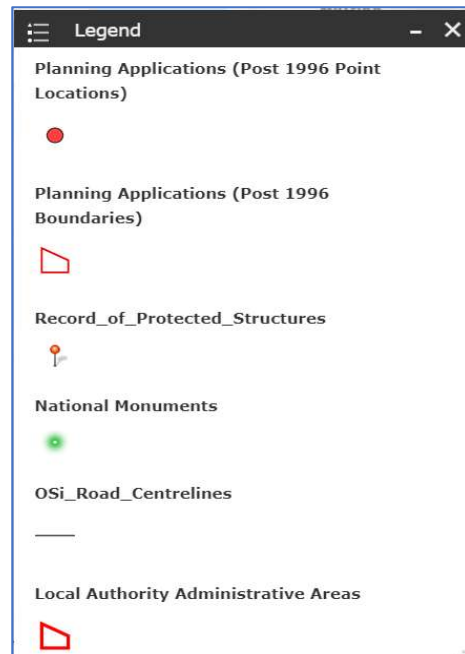 Legend
Planning Applications (Post 1996 Point
Locations)
Planning Applications (Post 1996
Boundaries)
Record_of_Protected_Structures
National Monuments
OSi_Road_Centrelines
Local Authority Administrative Areas